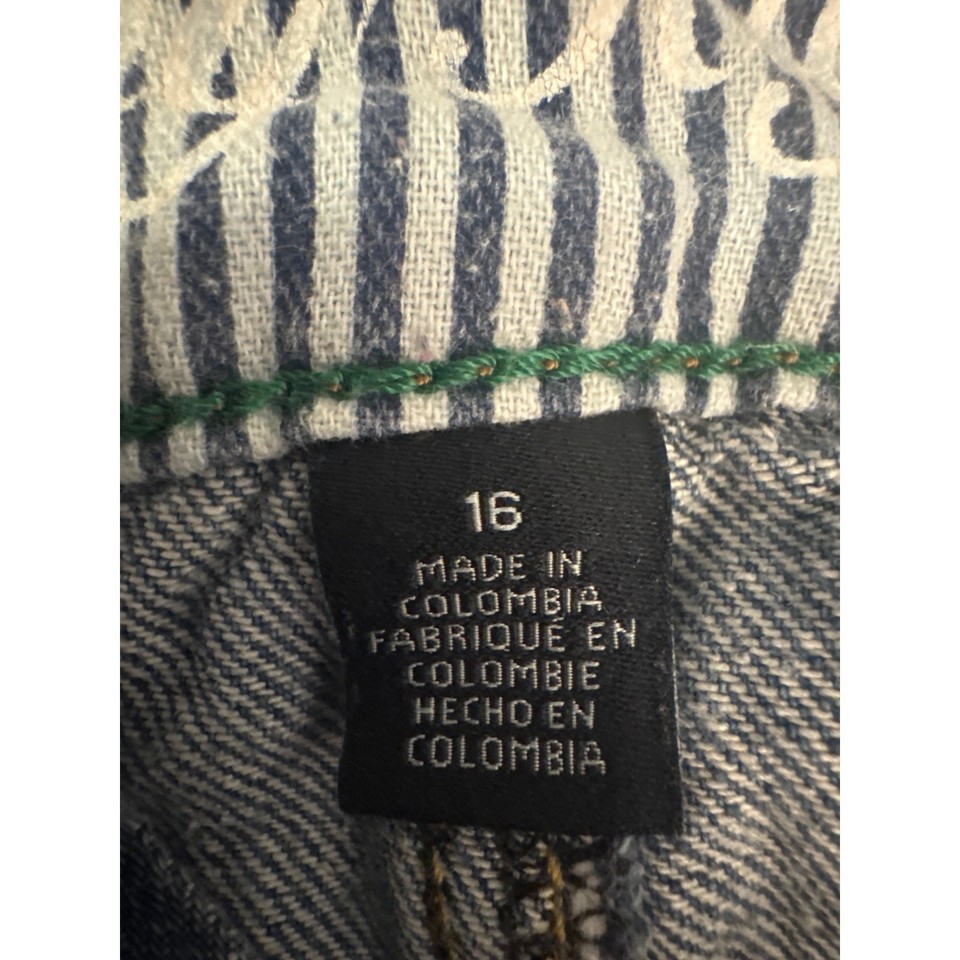 16
MADE IN
COLOMBIA
FABRIQUÉ EN
COLOMBIE
HECHO EN
COLOMBIA